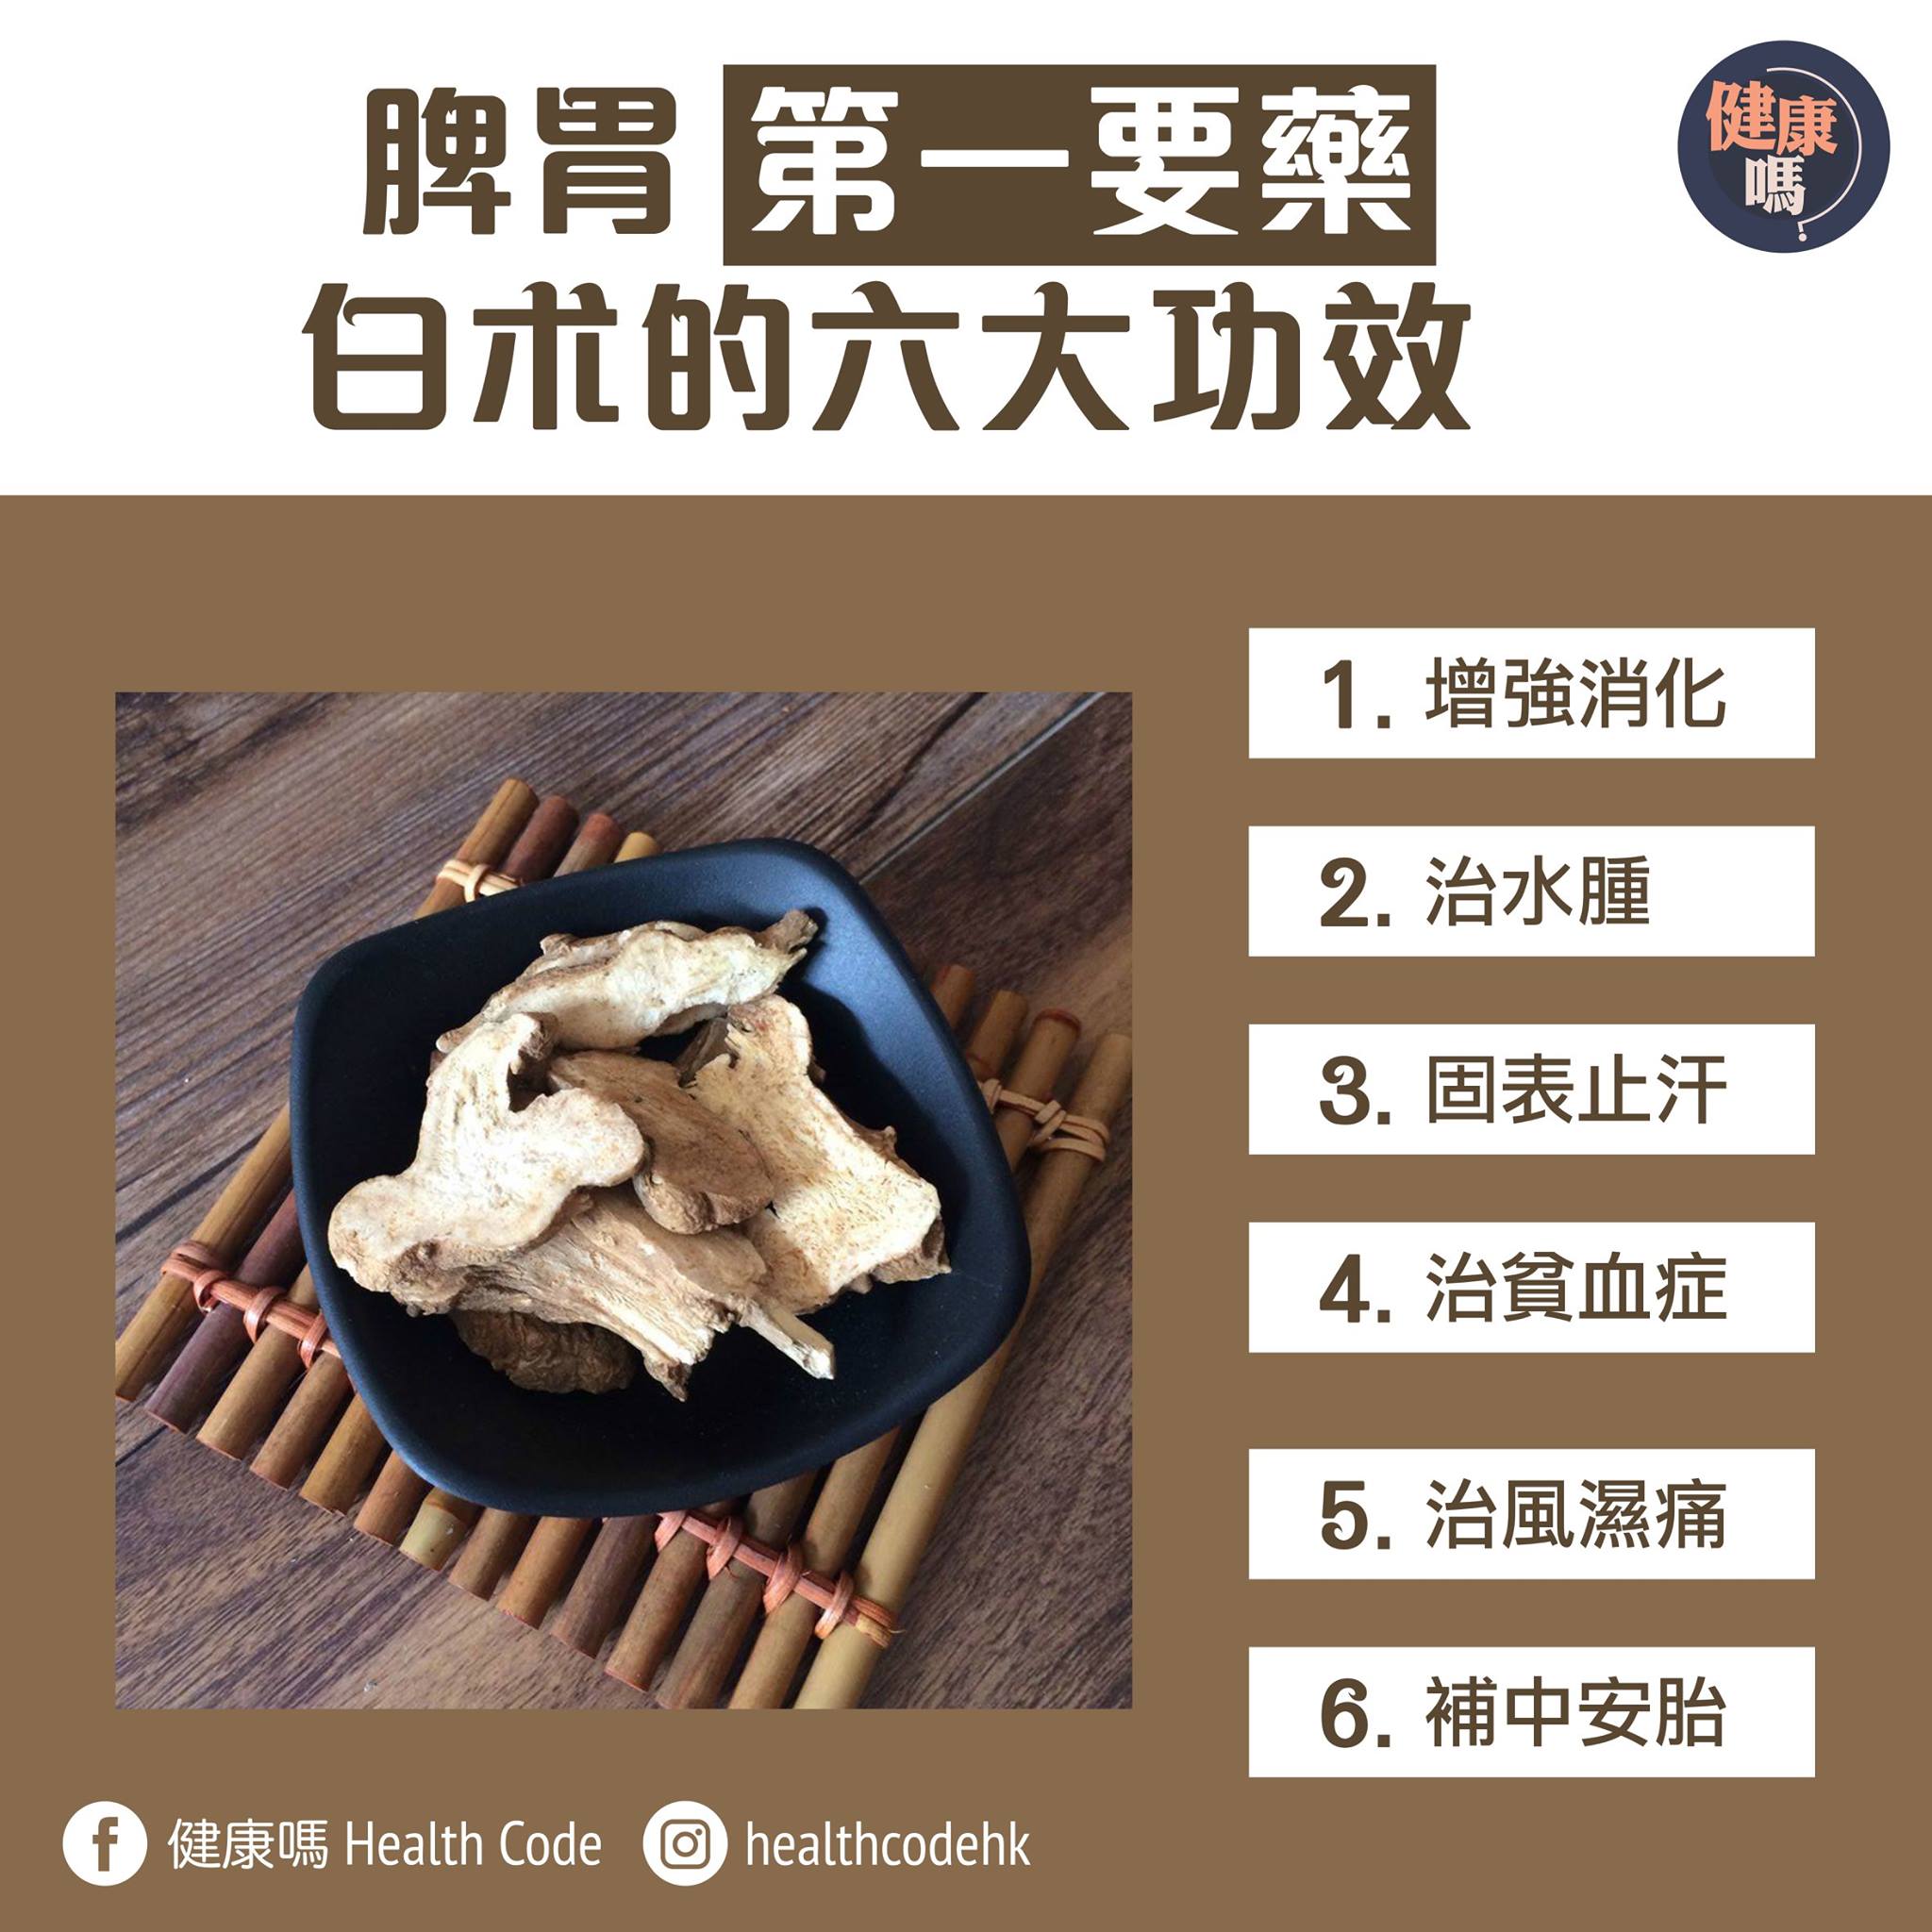 脾胃 第一要藥
白术的六大功效
健康
嗎?
1. 增強消化
2. 治水腫
3. 固表止汗
4. 治貧血症
5. 治風濕痛
6. 補中安胎
健康嗎 Health Code
healthcodehk